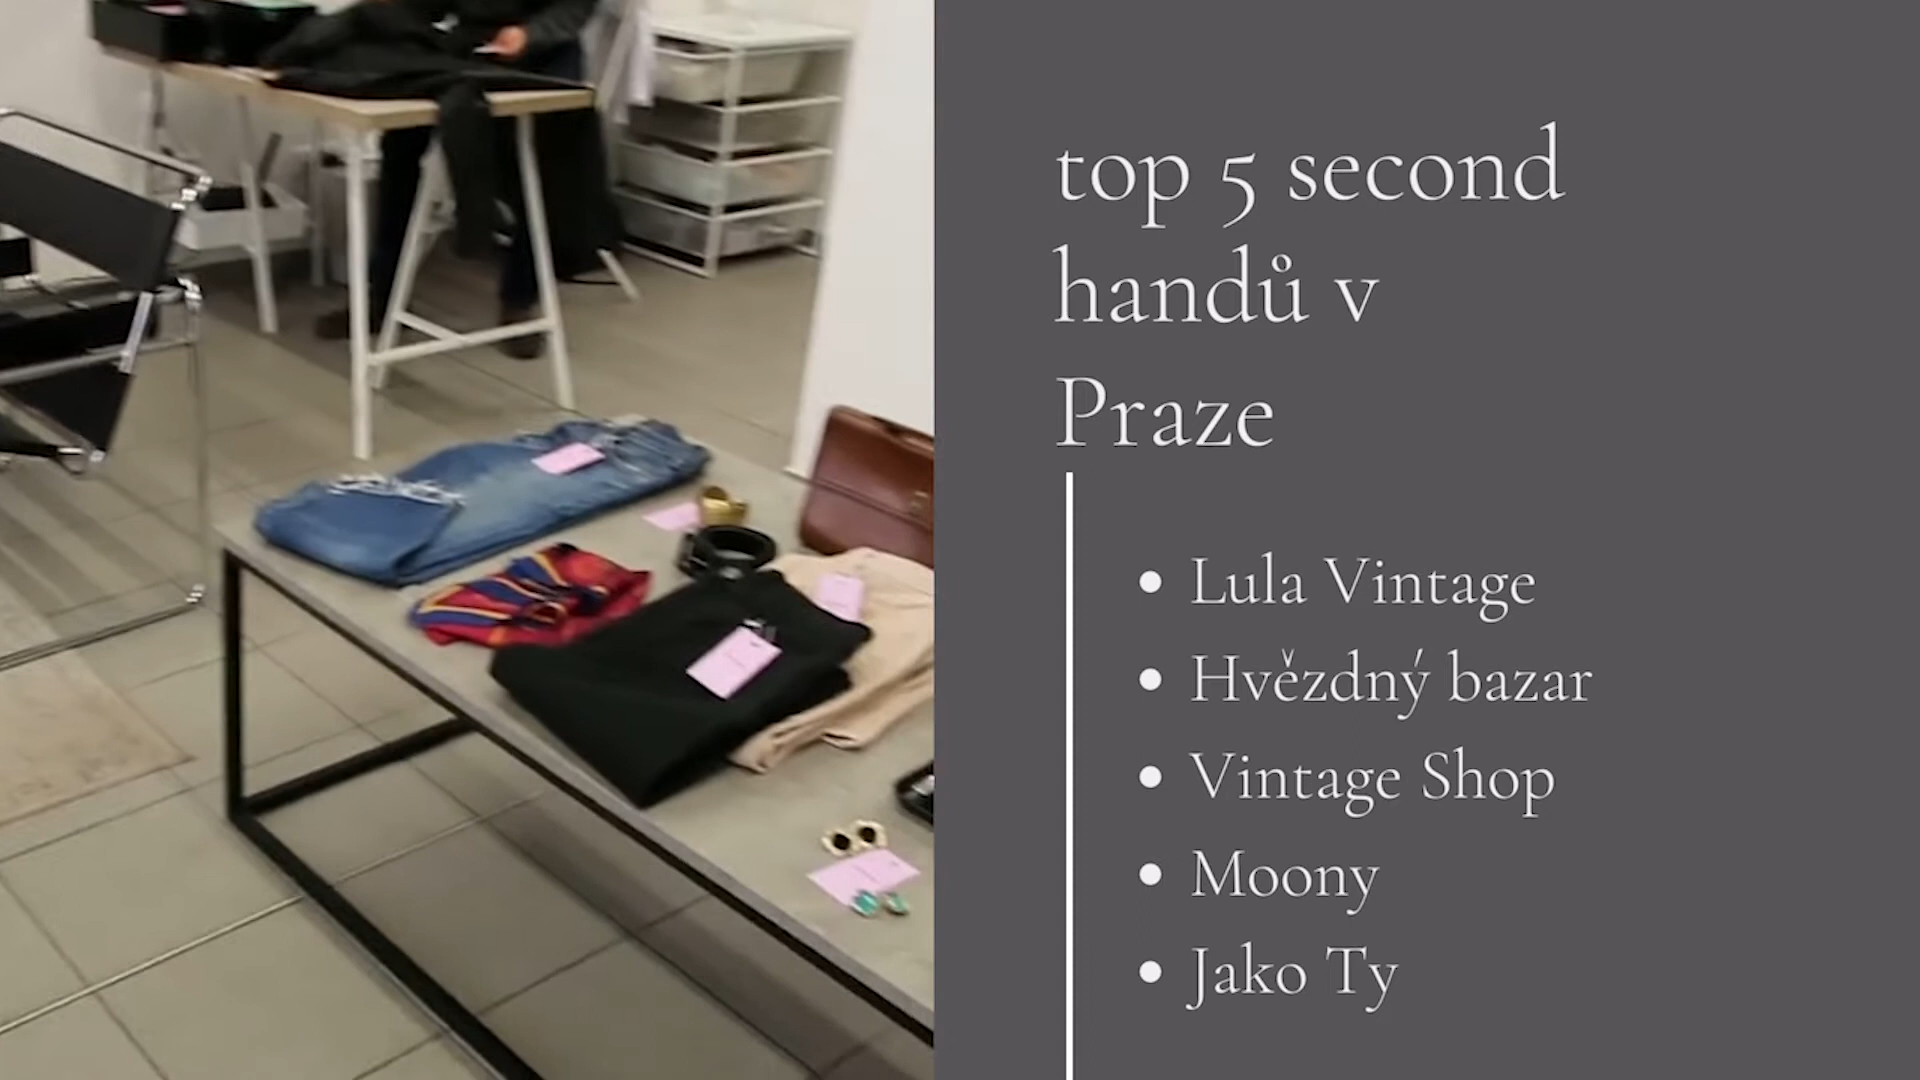 top 5 second
handů v
Praze
Lula Vintage
Hvězdný bazar
Vintage Shop
Moony
Jako Ty